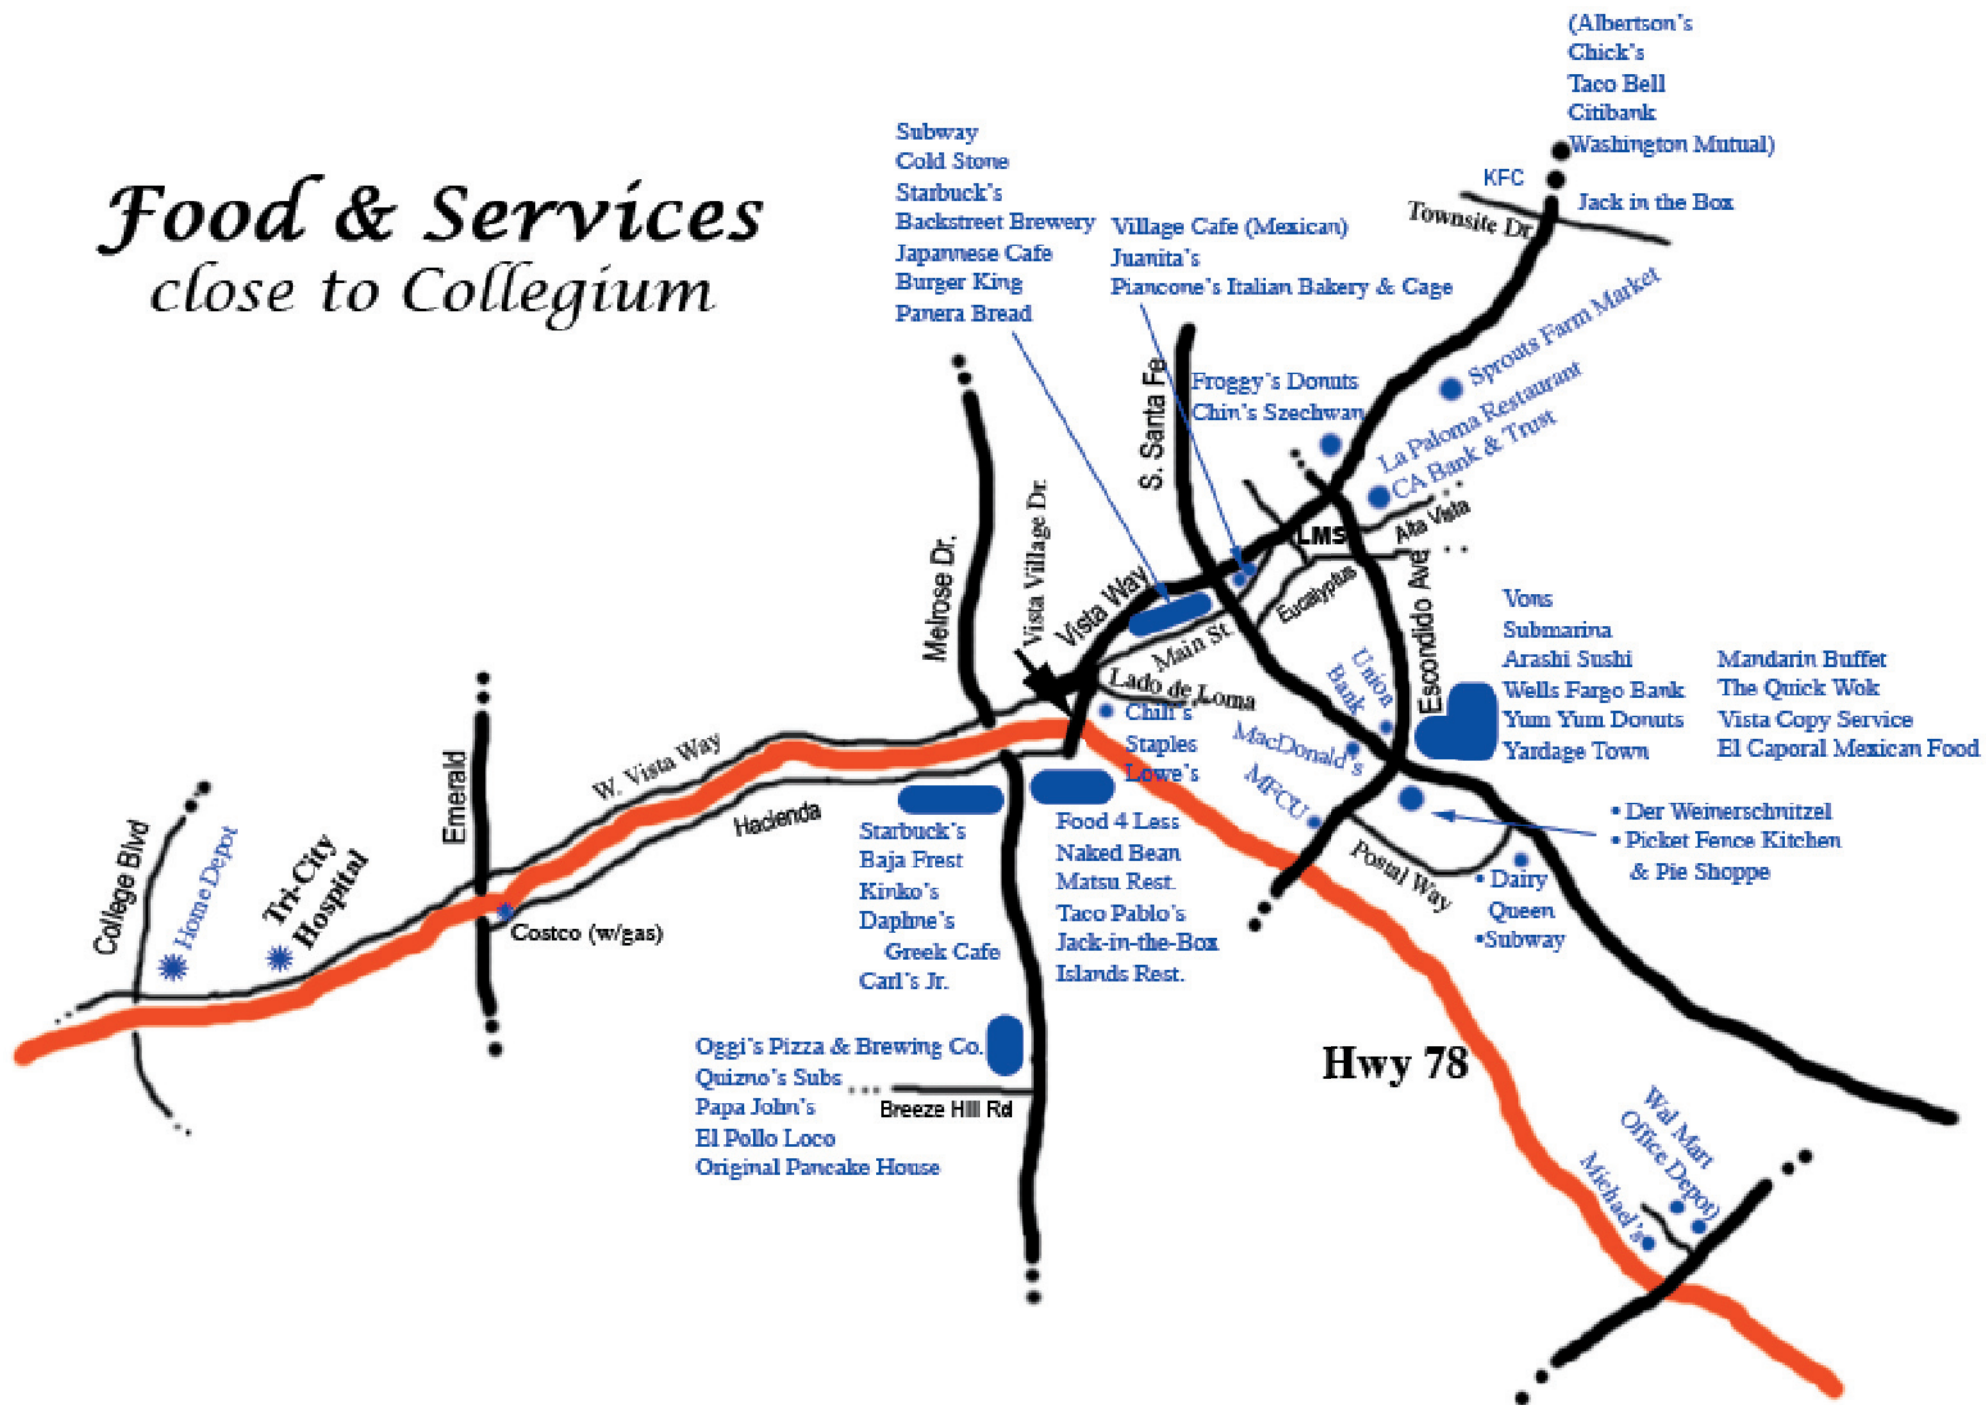 Food & Services
close to Collegium
(Albertson's
Chick's
Taco Bell
Citibank
Washington Mutual)
KFC
Jack in the Box
Townsite Dr.
Subway
Cold Stone
Starbuck's
Backstreet Brewery
Japannese Cafe
Burger King
Panera Bread
Village Cafe (Mexican)
Juanita's
Piancone's Italian Bakery & Cage
Sprouts Farm Market
La Paloma Restaurant
CA Bank & Trust
S. Santa Fe
Froggy's Donuts
Chin's Szechwan
Alta Vista
LMS
Eucalyptus
Escondido Ave
Melrose Dr.
Vista Village Dr.
Vista Way
Main St.
Lado de Loma
Chili's
Staples
Lowe's
Union
Bank
MacDonald's
MFCU
Vons
Submarina
Arashi Sushi
Wells Fargo Bank
Yum Yum Donuts
Yardage Town
Mandarin Buffet
The Quick Wok
Vista Copy Service
El Caporal Mexican Food
• Der Weinerschnitzel
• Picket Fence Kitchen
& Pie Shoppe
Postal Way
• Dairy
Queen
•Subway
Emerald
W. Vista Way
Hacienda
College Blvd
Home Depot
Tri-City
Hospital
Costco (w/gas)
Starbuck's
Baja Frest
Kinko's
Daphne's
Greek Cafe
Carl's Jr.
Food 4 Less
Naked Bean
Matsu Rest.
Taco Pablo's
Jack-in-the-Box
Islands Rest.
Oggi's Pizza & Brewing Co.
Quizno's Subs
Papa John's
El Pollo Loco
Original Pancake House
Breeze Hill Rd
Hwy 78
Wal Mart
Office Depot)
Michael's